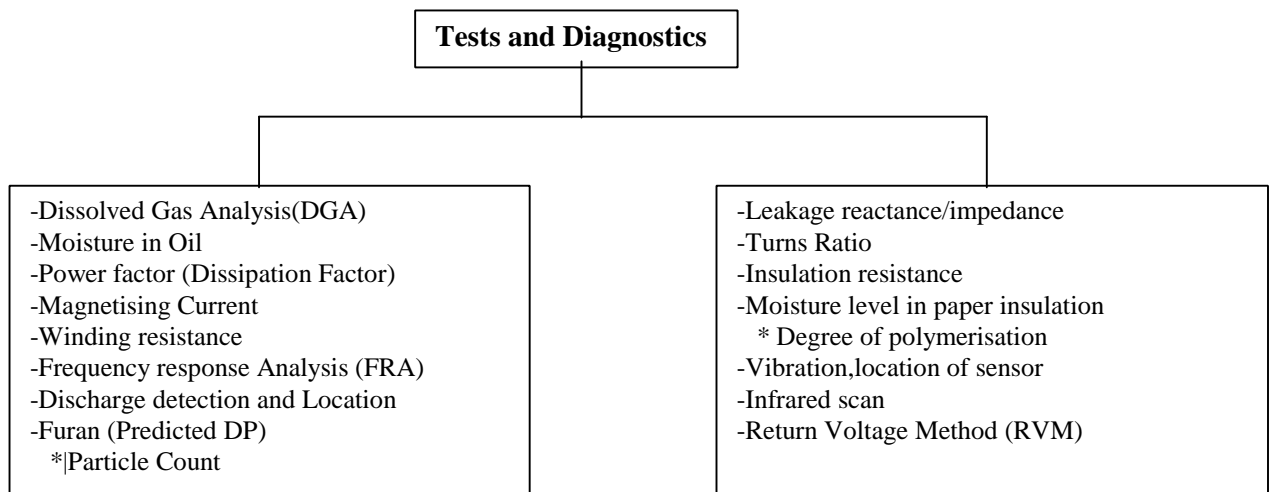 Tests and Diagnostics
-Dissolved Gas Analysis(DGA)
-Moisture in Oil
-Power factor (Dissipation Factor)
-Magnetising Current
-Winding resistance
-Frequency response Analysis (FRA)
-Discharge detection and Location
-Furan (Predicted DP)
*|Particle Count
-Leakage reactance/impedance
-Turns Ratio
-Insulation resistance
-Moisture level in paper insulation
* Degree of polymerisation
-Vibration,location of sensor
-Infrared scan
-Return Voltage Method (RVM)